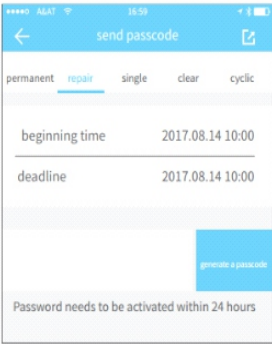 A&AT 16:59
send passcode
permanent repair single clear cyclic
beginning time 2017.08.14 10:00
deadline 2017.08.14 10:00
generate a passcode
Password needs to be activated within 24 hours